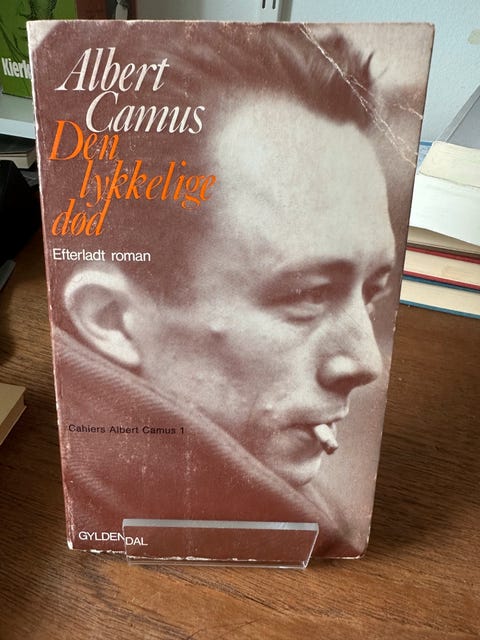 Albert
Camus
Den
lykkelige
død
Efterladt roman
Cahiers Albert Camus 1
GYLDENDAL